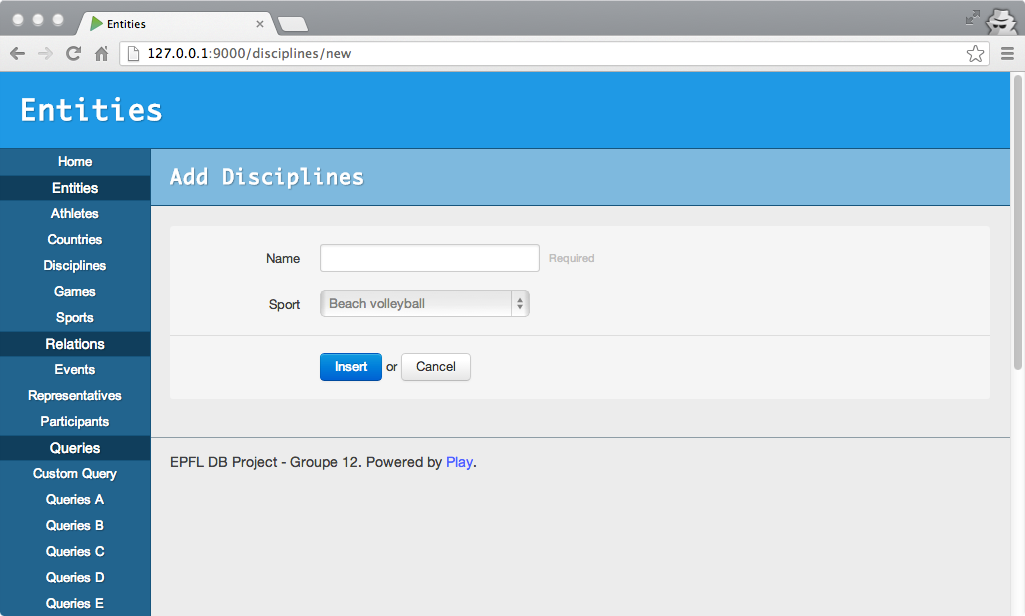 Entities
127.0.0.1:9000/disciplines/new
Entities
Home
Entities
Athletes
Countries
Disciplines
Games
Sports
Relations
Events
Representatives
Participants
Queries
Custom Query
Queries A
Queries B
Queries C
Queries D
Queries E
Add Disciplines
Name Required
Sport Beach volleyball
Insert or Cancel
EPFL DB Project - Groupe 12. Powered by Play.